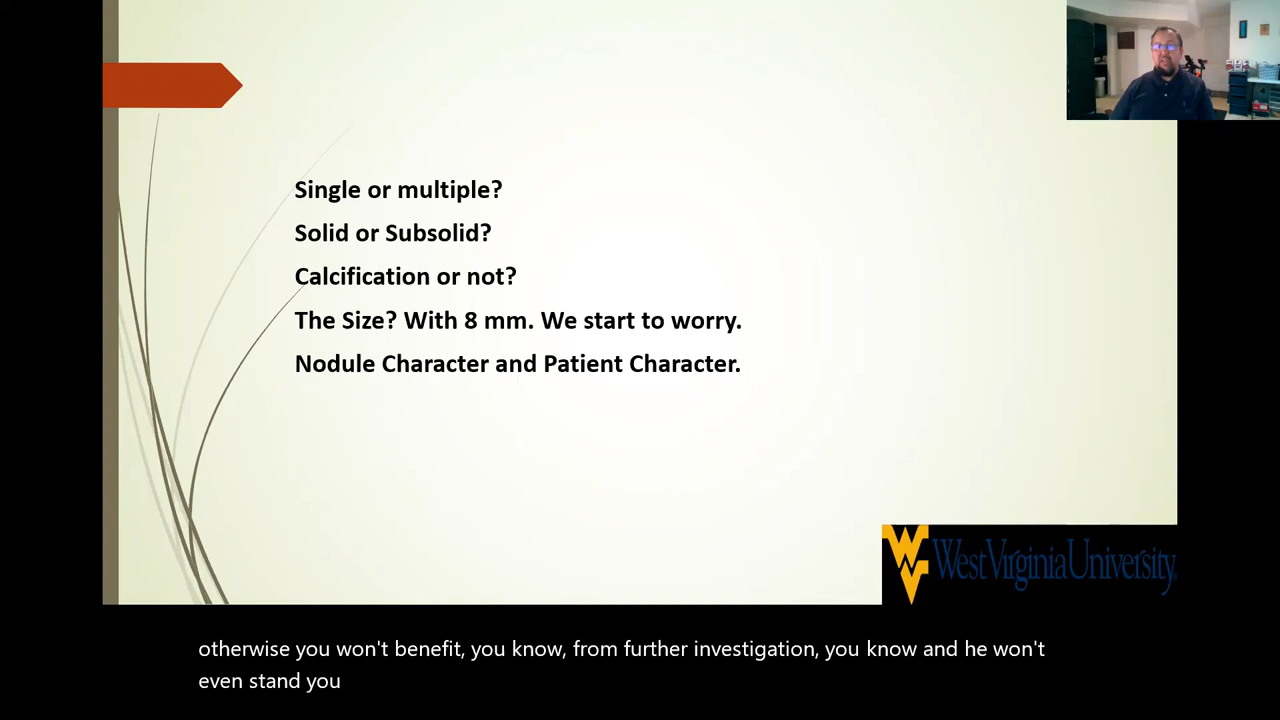 Single or multiple?
Solid or Subsolid?
Calcification or not?
The Size? With 8 mm. We start to worry.
Nodule Character and Patient Character.
WestVirginiaUniversity
otherwise you won't benefit, you know, from further investigation, you know and he won't
even stand you